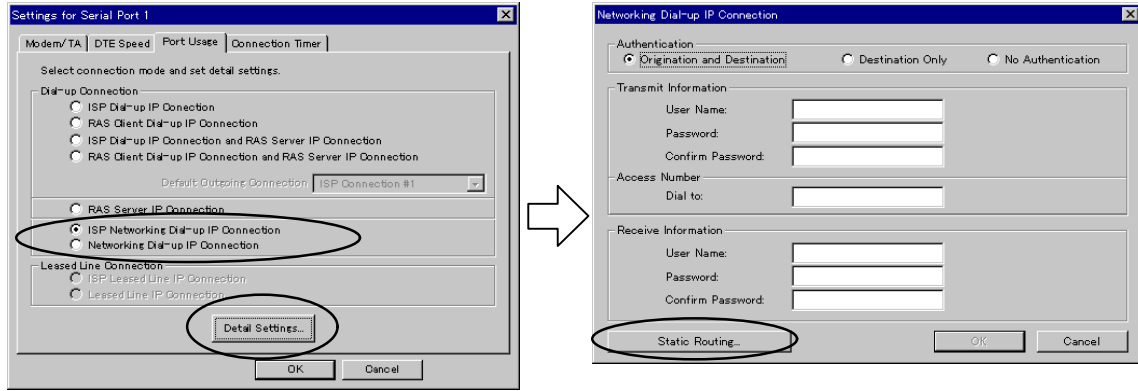 Settings for Serial Port 1
Modem/TA DTE Speed Port Usage Connection Timer
Select connection mode and set detail settings.
Dial-up Connection
ISP Dial-up IP Conection
RAS Client Dial-up IP Connection
ISP Dial-up IP Connection and RAS Server IP Connection
RAS Client Dial-up IP Connection and RAS Server IP Connection
Default Outgoing Connection ISP Connection #1
RAS Server IP Connection
ISP Networking Dial-up IP Connection
Networking Dial-up IP Connection
Leased Line Connection
ISP Leased Line IP Connection
Leased Line IP Connection
Detail Settings...
OK Cancel
Networking Dial-up IP Connection
Authentication
Origination and Destination Destination Only No Authentication
Transmit Information
User Name:
Password:
Confirm Password:
Access Number
Dial to:
Receive Information
User Name:
Password:
Confirm Password:
Static Routing... OK Cancel